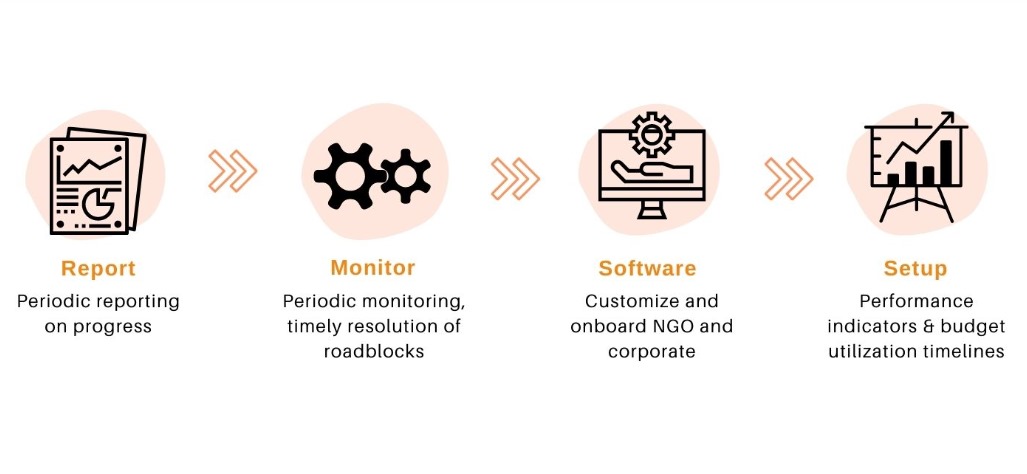 Report
Periodic reporting
on progress
Monitor
Periodic monitoring,
timely resolution of
roadblocks
Software
Customize and
onboard NGO and
corporate
Setup
Performance
indicators & budget
utilization timelines